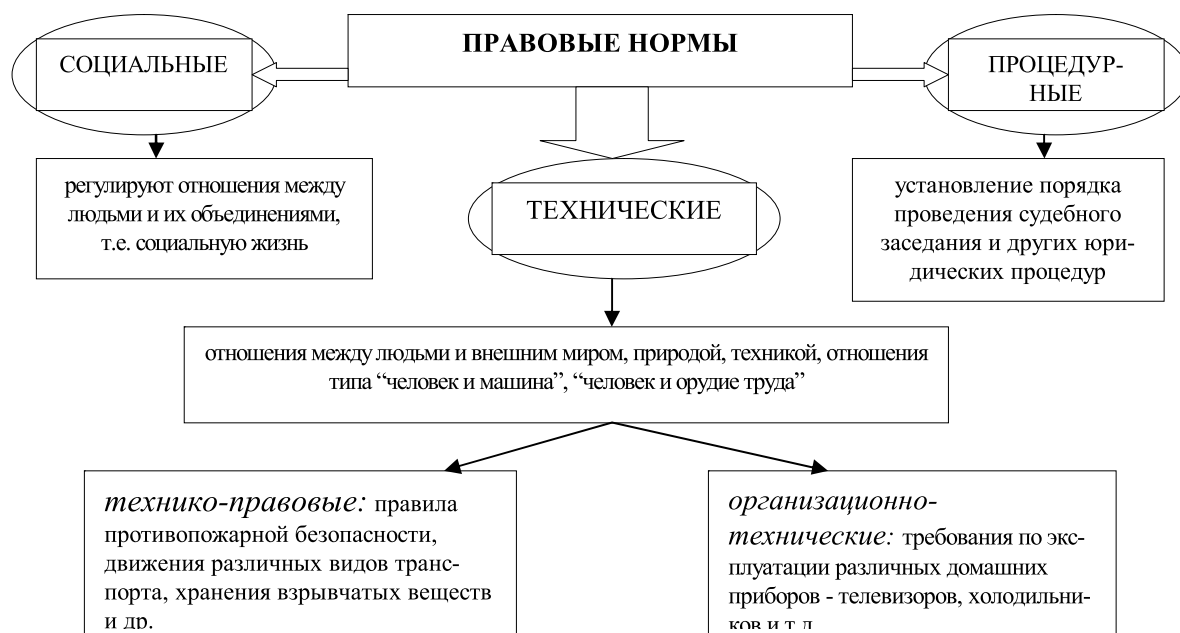 ПРАВОВЫЕ НОРМЫ
СОЦИАЛЬНЫЕ
ПРОЦЕДУР-
НЫЕ
регулируют отношения между
людьми и их объединениями,
т.е. социальную жизнь
ТЕХНИЧЕСКИЕ
установление порядка
проведения судебного
заседания и других юри-
дических процедур
отношения между людьми и внешним миром, природой, техникой, отношения
типа “человек и машина”, “человек и орудие труда”
технико-правовые: правила
противопожарной безопасности,
движения различных видов транс-
порта, хранения взрывчатых веществ
и др.
организационно-
технические: требования по экс-
плуатации различных домашних
приборов - телевизоров, холодильни-
ков и т.д.